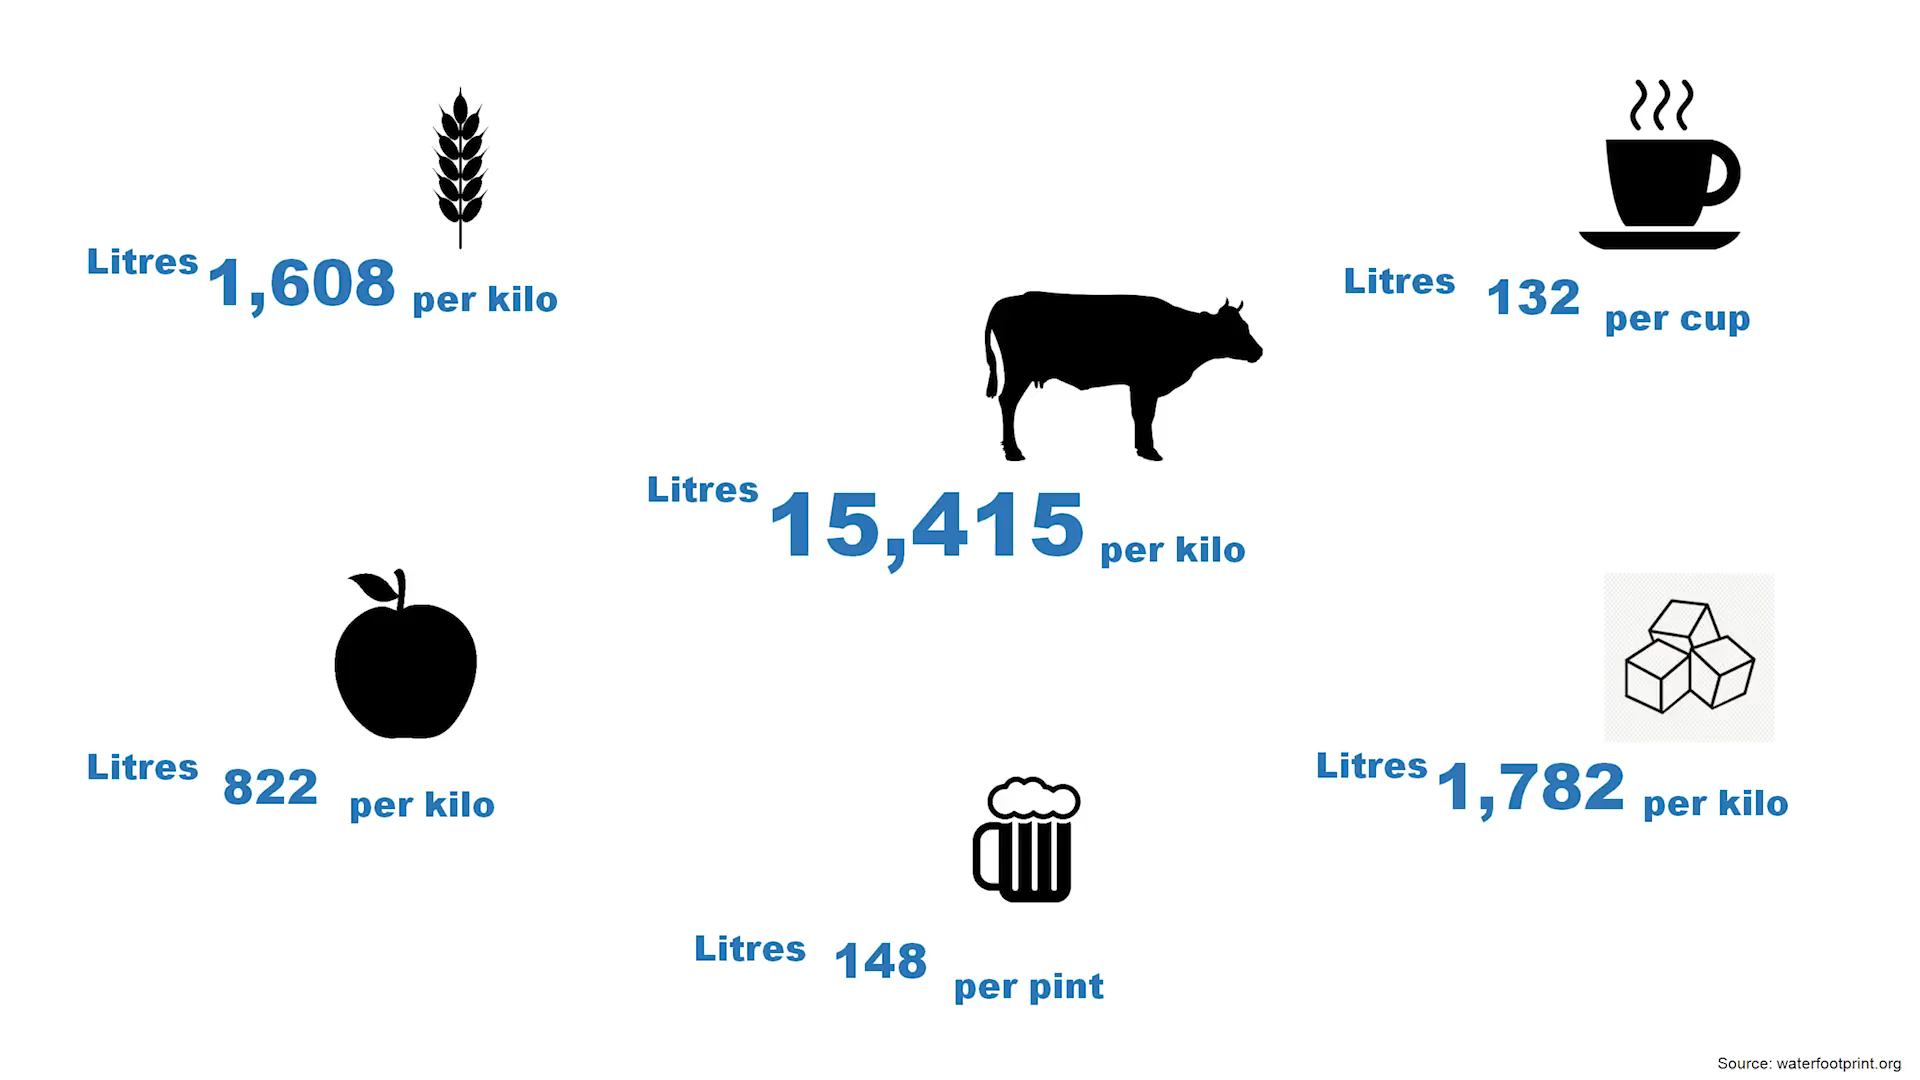 Litres 1,608 per kilo
Litres 132 per cup
Litres 15,415 per kilo
Litres 822 per kilo
Litres 1,782 per kilo
Litres 148 per pint
Source: waterfootprint.org